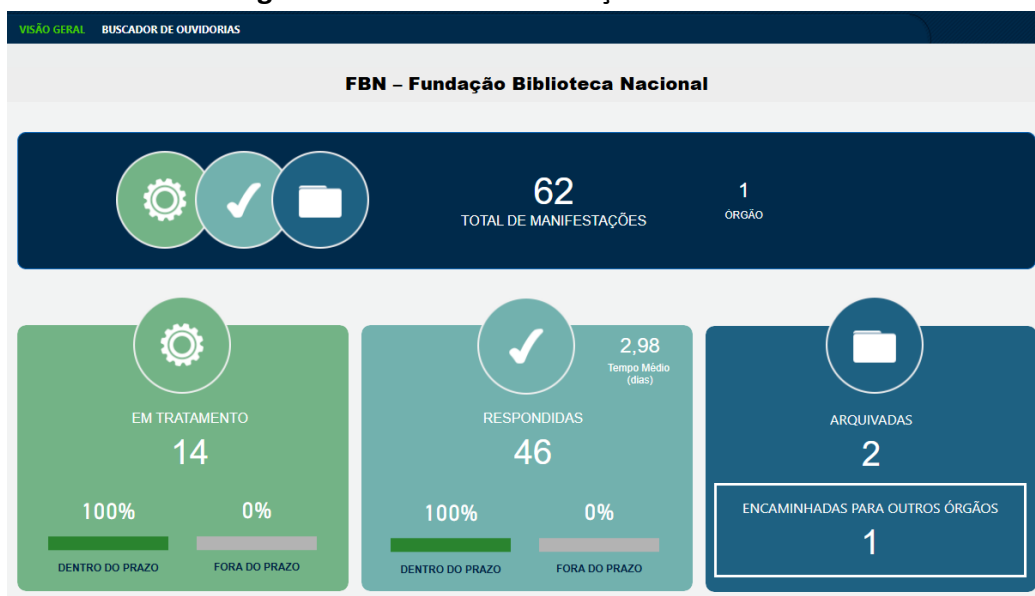 VISÃO GERAL BUSCADOR DE OUVIDORIAS
FBN – Fundação Biblioteca Nacional
62
TOTAL DE MANIFESTAÇÕES
1
ÓRGÃO
2,98
Tempo Médio
(dias)
EM TRATAMENTO
14
100% 0%
DENTRO DO PRAZO FORA DO PRAZO
RESPONDIDAS
46
100% 0%
DENTRO DO PRAZO FORA DO PRAZO
ARQUIVADAS
2
ENCAMINHADAS PARA OUTROS ÓRGÃOS
1